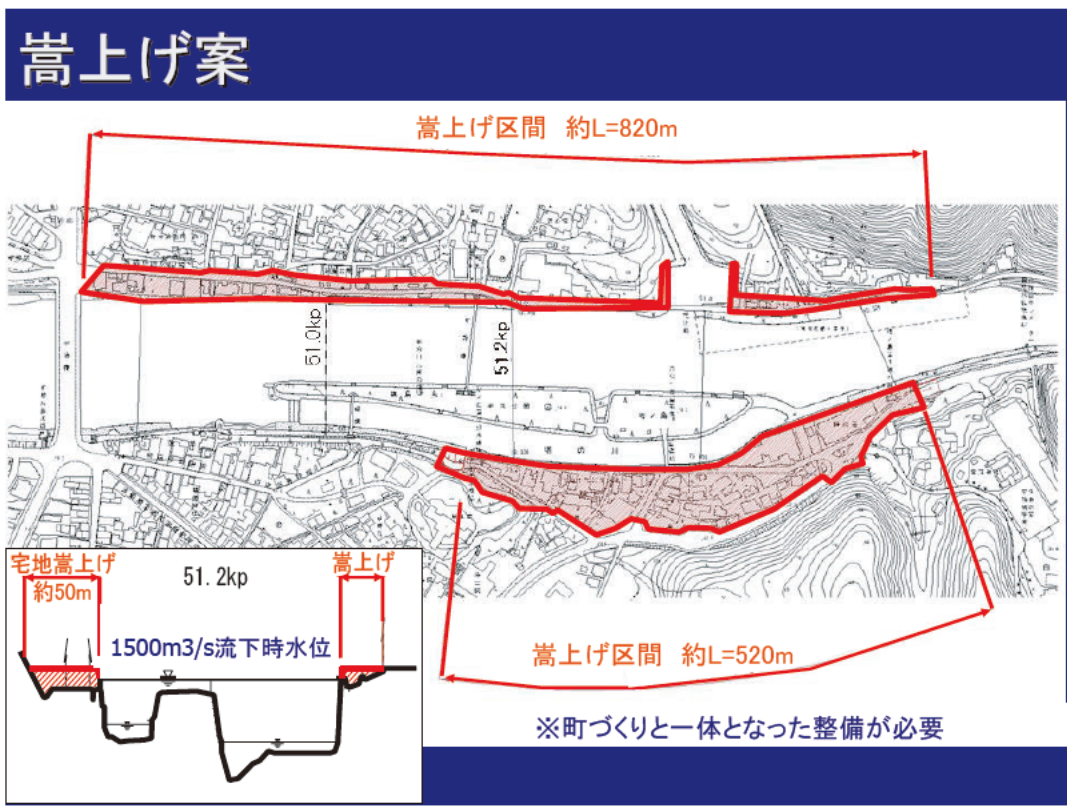 嵩上げ案
嵩上げ区間 約L=820m
51.0kp
51.2kp
宅地嵩上げ
約50m
51.2kp
嵩上げ
1500m3/s流下時水位
嵩上げ区間 約L=520m
※町づくりと一体となった整備が必要